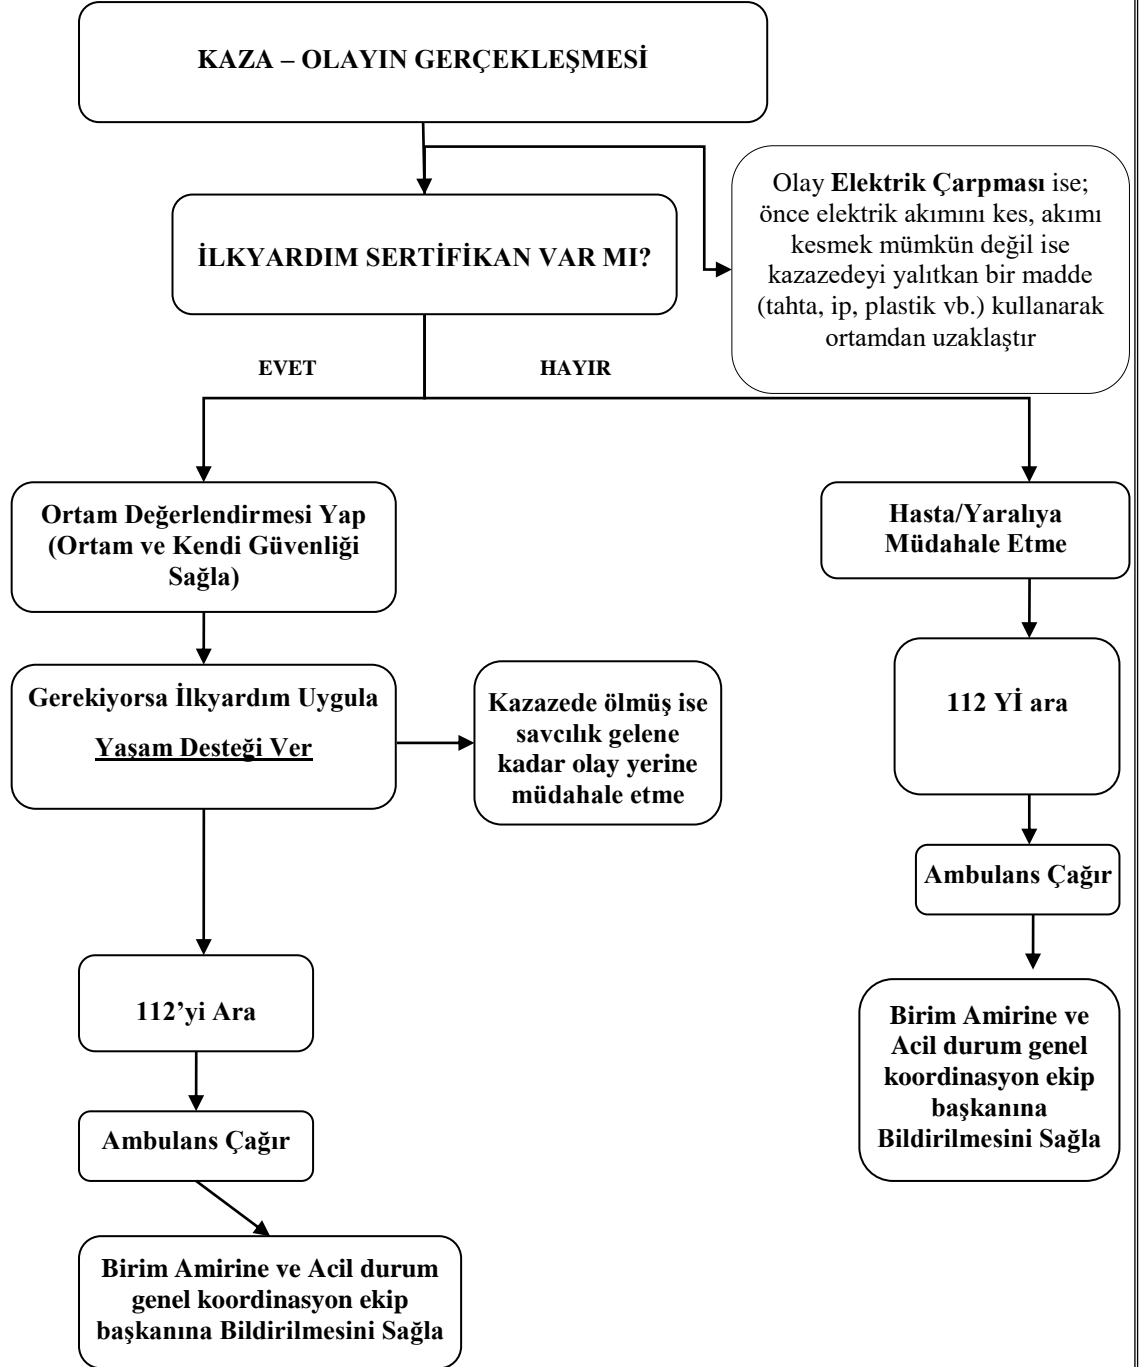 KAZA – OLAYIN GERÇEKLEŞMESİ
Olay Elektrik Çarpması ise;
önce elektrik akımını kes, akımı
kesmek mümkün değil ise
kazazedeyi yalıtkan bir madde
(tahta, ip, plastik vb.) kullanarak
ortamdan uzaklaştır
İLKYARDIM SERTİFİKAN VAR MI?
EVET
HAYIR
Ortam Değerlendirmesi Yap
(Ortam ve Kendi Güvenliği
Sağla)
Gerekiyorsa İlkyardım Uygula
Yaşam Desteği Ver
Kazazede ölmüş ise
savcılık gelene
kadar olay yerine
müdahale etme
112’yi Ara
Ambulans Çağır
Birim Amirine ve Acil durum
genel koordinasyon ekip
başkanına Bildirilmesini Sağla
Hasta/Yaralıya
Müdahale Etme
112 Yİ ara
Ambulans Çağır
Birim Amirine ve
Acil durum genel
koordinasyon ekip
başkanına
Bildirilmesini Sağla